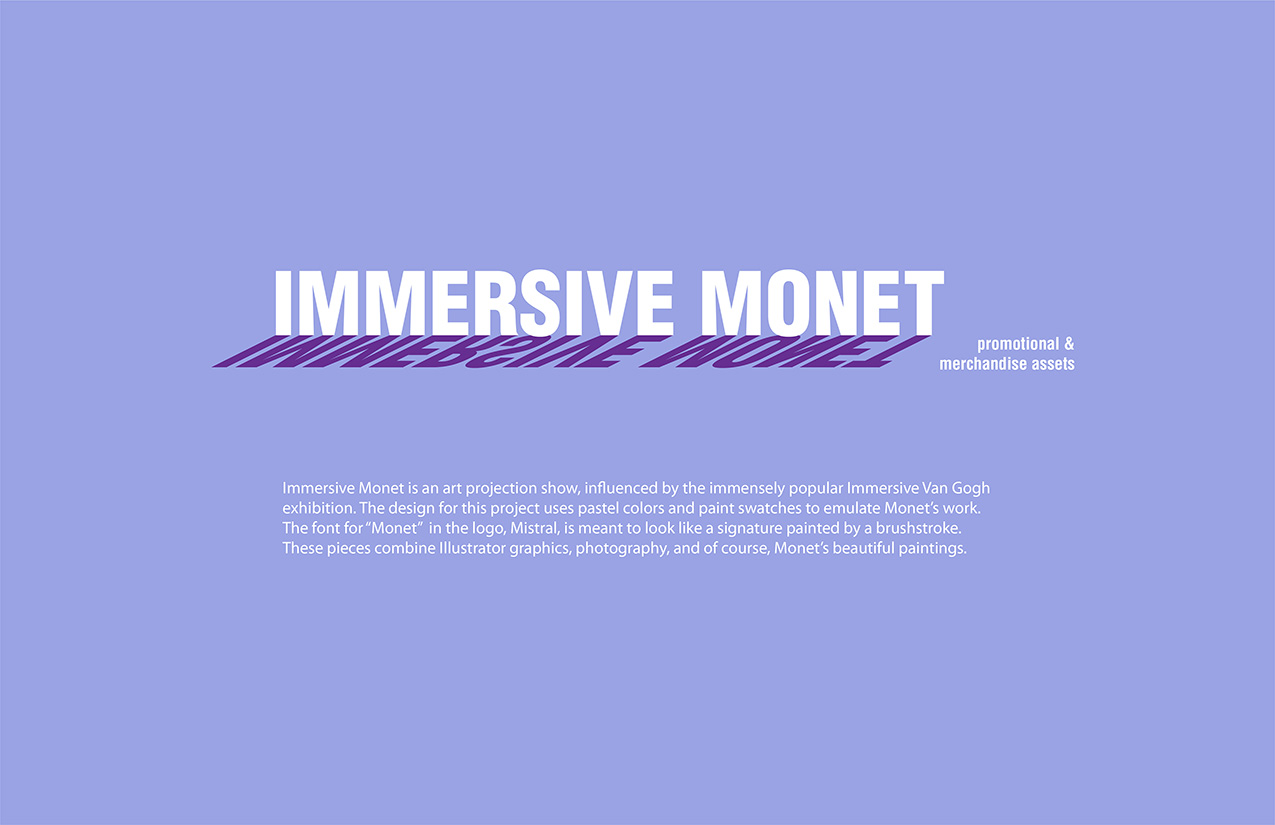 IMMERSIVE MONET
promotional &
merchandise assets
Immersive Monet is an art projection show, influenced by the immensely popular Immersive Van Gogh
exhibition. The design for this project uses pastel colors and paint swatches to emulate Monet’s work.
The font for “Monet”  in the logo, Mistral, is meant to look like a signature painted by a brushstroke.
These pieces combine Illustrator graphics, photography, and of course, Monet’s beautiful paintings.